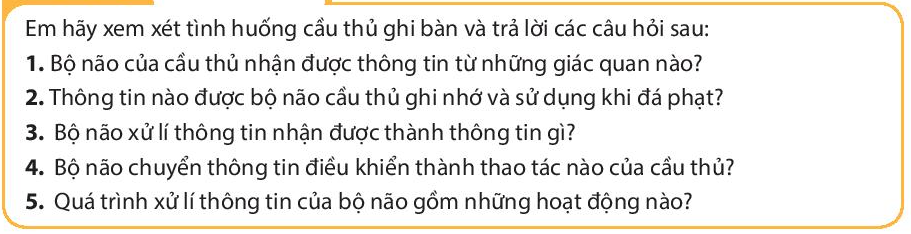 Em hãy xem xét tình huống cầu thủ ghi bàn và trả lời các câu hỏi sau:
1. Bộ não của cầu thủ nhận được thông tin từ những giác quan nào?
2. Thông tin nào được bộ não cầu thủ ghi nhớ và sử dụng khi đá phạt?
3. Bộ não xử lí thông tin nhận được thành thông tin gì?
4. Bộ não chuyển thông tin điều khiển thành thao tác nào của cầu thủ?
5. Quá trình xử lí thông tin của bộ não gồm những hoạt động nào?